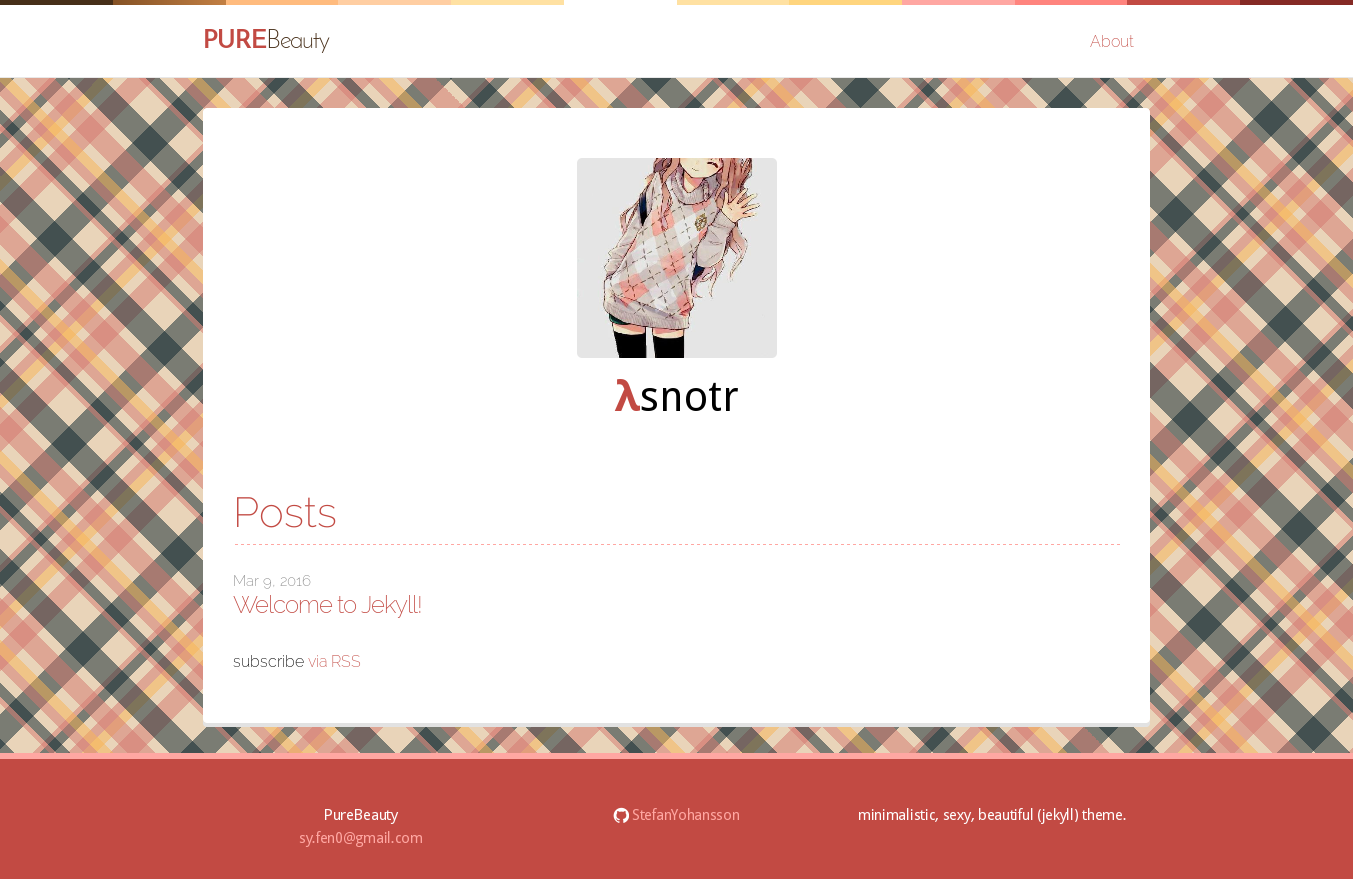 PUREBeauty
About
λsnotr
Posts
Mar 9, 2016
Welcome to Jekyll!
subscribe via RSS
PureBeauty
sy.fen0@gmail.com
StefanYohansson
minimalistic, sexy, beautiful (jekyll) theme.